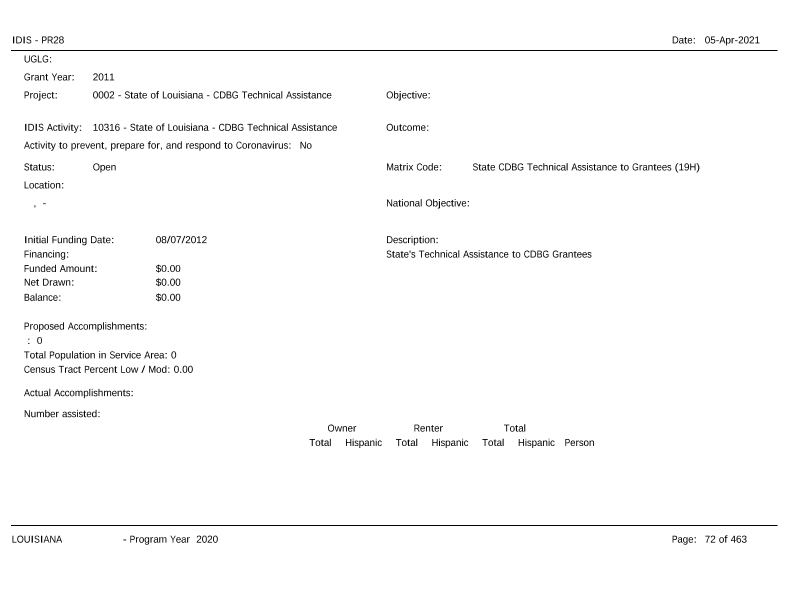 IDIS - PR28 Date: 05-Apr-2021
UGLG:
Grant Year: 2011
Project: 0002 - State of Louisiana - CDBG Technical Assistance Objective:
IDIS Activity: 10316 - State of Louisiana - CDBG Technical Assistance Outcome:
Activity to prevent, prepare for, and respond to Coronavirus: No
Status: Open Matrix Code: State CDBG Technical Assistance to Grantees (19H)
Location:
, - National Objective:
Initial Funding Date: 08/07/2012 Description:
Financing: State's Technical Assistance to CDBG Grantees
Funded Amount: $0.00
Net Drawn: $0.00
Balance: $0.00
Proposed Accomplishments:
: 0
Total Population in Service Area: 0
Census Tract Percent Low / Mod: 0.00
Actual Accomplishments:
Number assisted:
Owner Renter Total
Total Hispanic Total Hispanic Total Hispanic Person
LOUISIANA - Program Year 2020 Page: 72 of 463